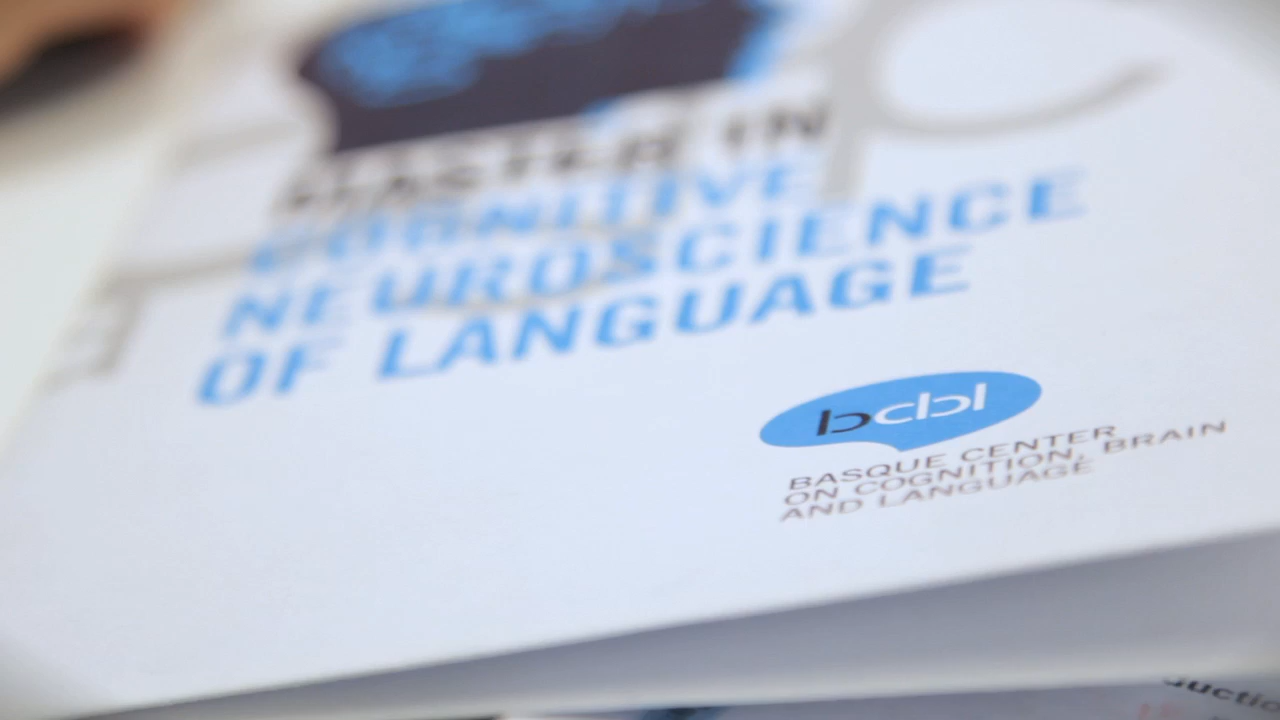 MASTER IN
COGNITIVE
NEUROSCIENCE
OF LANGUAGE
bcbl
BASQUE CENTER
ON COGNITION, BRAIN
AND LANGUAGE